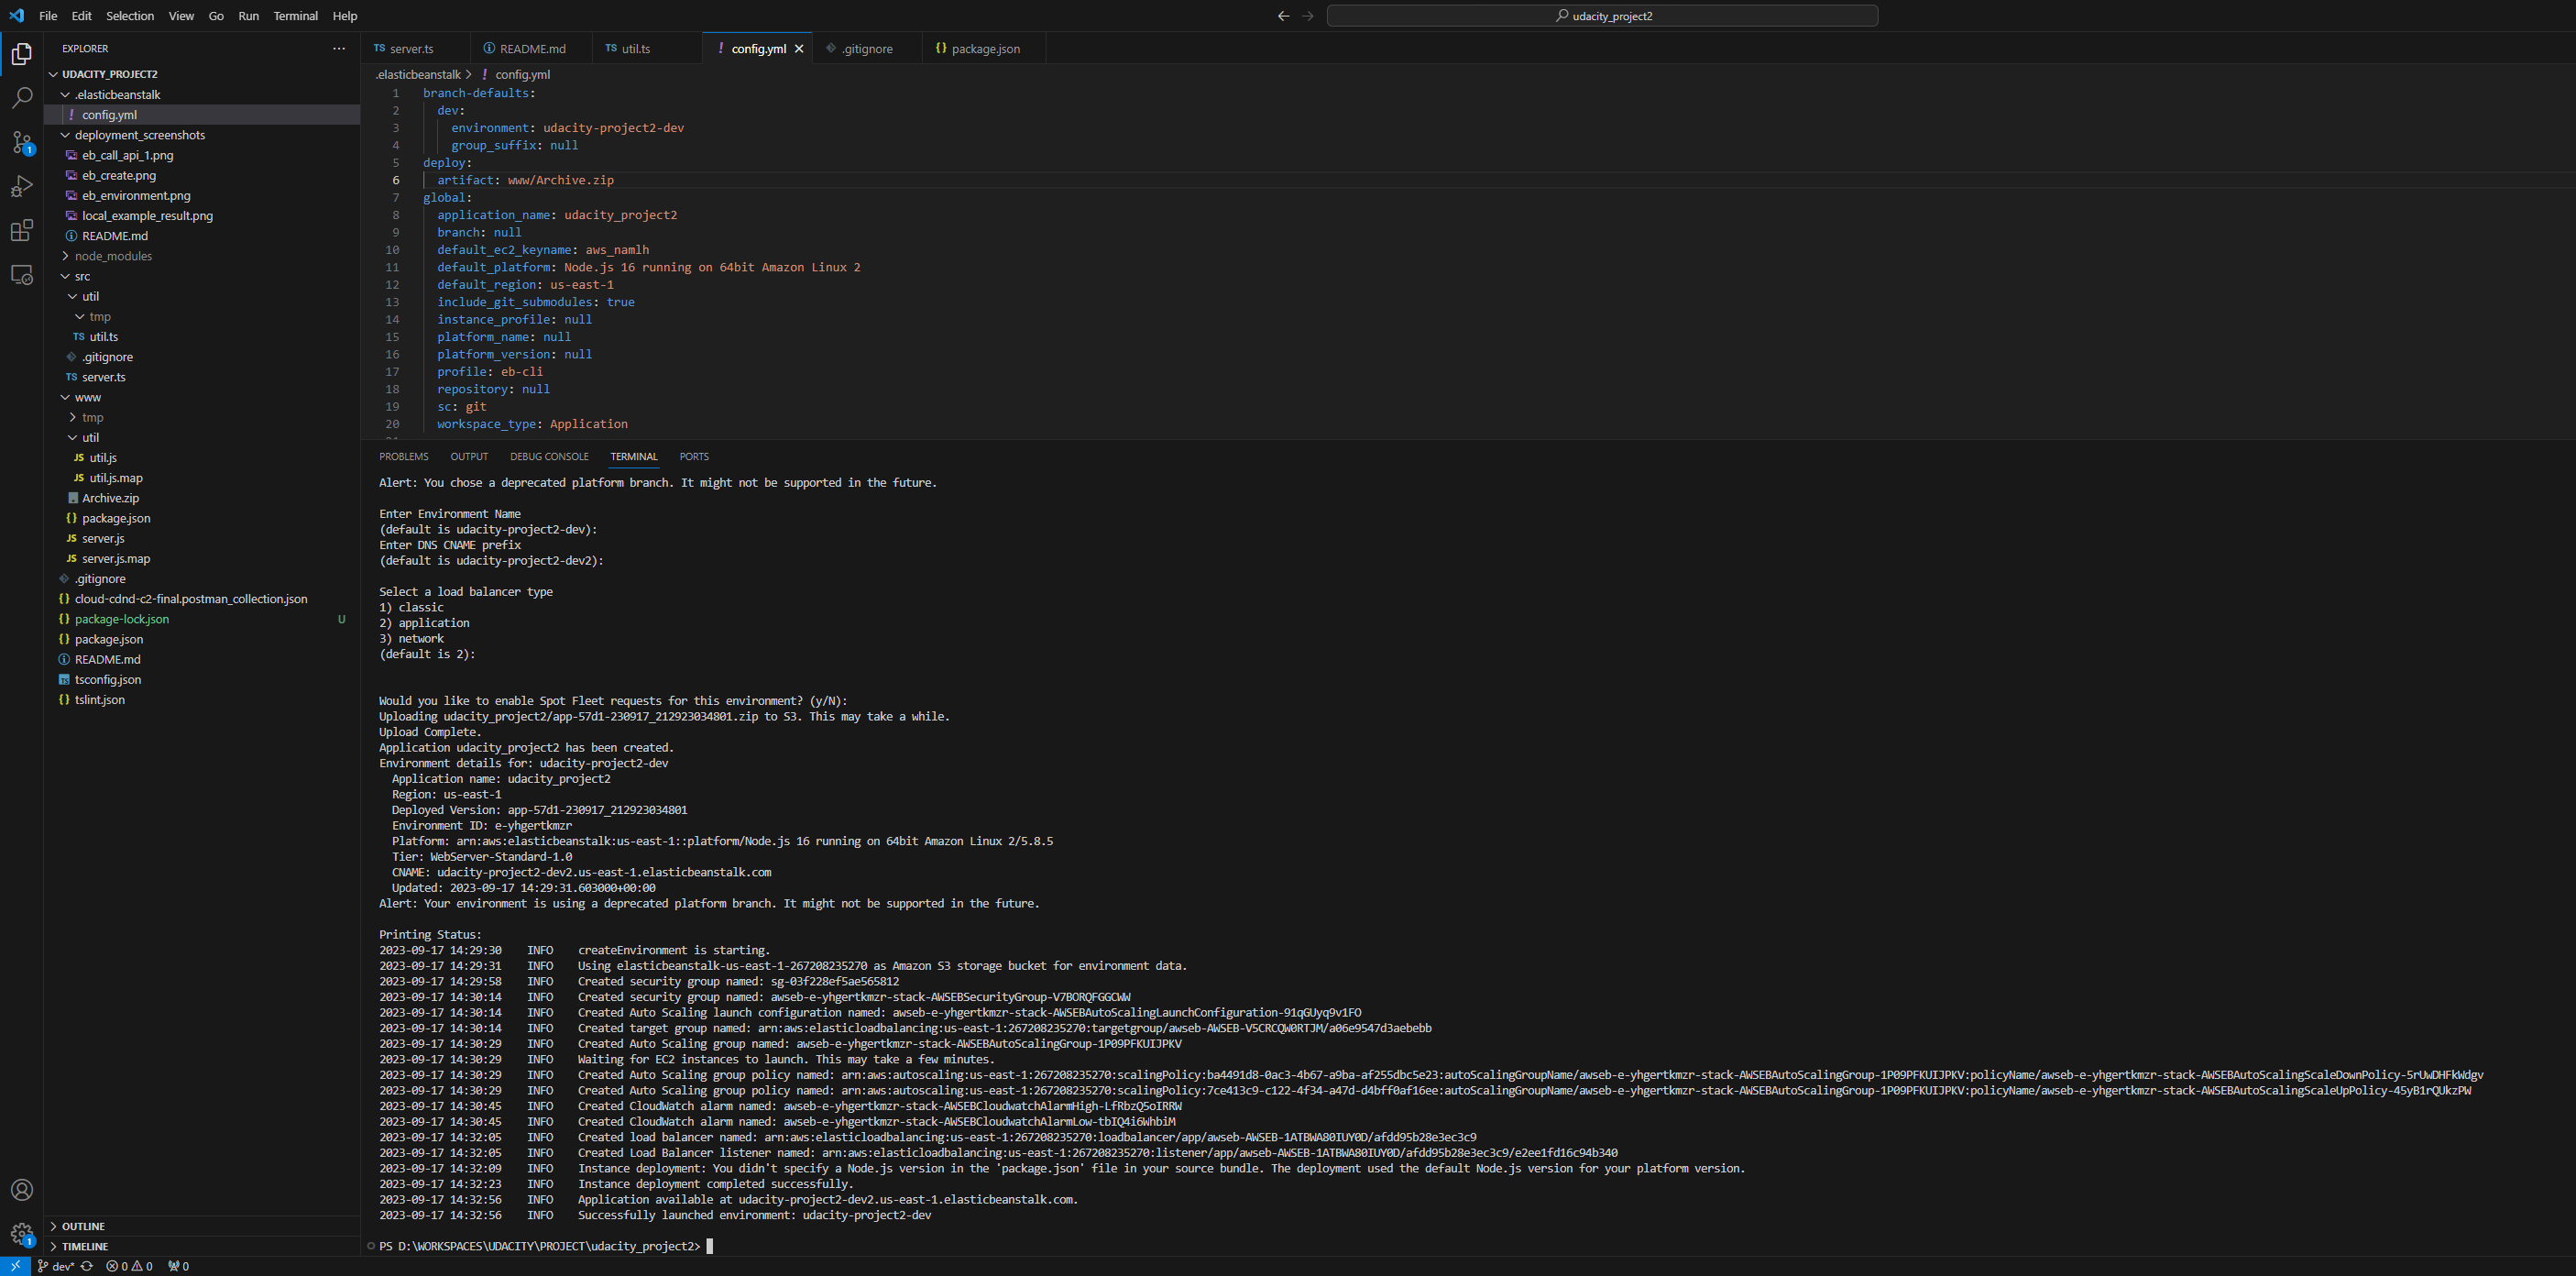 File Edit Selection View Go Run Terminal Help
udacity_project2
EXPLORER
UDACITY_PROJECT2
.elasticbeanstalk
config.yml
deployment_screenshots
eb_call_api_1.png
eb_create.png
eb_environment.png
local_example_result.png
README.md
node_modules
src
util
tmp
TS util.ts
.gitignore
TS server.ts
www
tmp
util
JS util.js
JS util.js.map
Archive.zip
{} package.json
JS server.js
JS server.js.map
.gitignore
{} cloud-cdnd-c2-final.postman_collection.json
{} package-lock.json U
{} package.json
README.md
tsconfig.json
{} tslint.json
OUTLINE
TIMELINE
TS server.ts README.md TS util.ts ! config.yml .gitignore {} package.json
.elasticbeanstalk > ! config.yml
1 branch-defaults:
2 dev:
3 environment: udacity-project2-dev
4 group_suffix: null
5 deploy:
6 artifact: www/Archive.zip
7 global:
8 application_name: udacity_project2
9 branch: null
10 default_ec2_keyname: aws_namlh
11 default_platform: Node.js 16 running on 64bit Amazon Linux 2
12 default_region: us-east-1
13 include_git_submodules: true
14 instance_profile: null
15 platform_name: null
16 platform_version: null
17 profile: eb-cli
18 repository: null
19 sc: git
20 workspace_type: Application
PROBLEMS OUTPUT DEBUG CONSOLE TERMINAL PORTS
Alert: You chose a deprecated platform branch. It might not be supported in the future.
Enter Environment Name
(default is udacity-project2-dev):
Enter DNS CNAME prefix
(default is udacity-project2-dev2):
Select a load balancer type
1) classic
2) application
3) network
(default is 2):
Would you like to enable Spot Fleet requests for this environment? (y/N):
Uploading udacity_project2/app-57d1-230917_212923034801.zip to S3. This may take a while.
Upload Complete.
Application udacity_project2 has been created.
Environment details for: udacity-project2-dev
Application name: udacity_project2
Region: us-east-1
Deployed Version: app-57d1-230917_212923034801
Environment ID: e-yhgertkmzr
Platform: arn:aws:elasticbeanstalk:us-east-1::platform/Node.js 16 running on 64bit Amazon Linux 2/5.8.5
Tier: WebServer-Standard-1.0
CNAME: udacity-project2-dev2.us-east-1.elasticbeanstalk.com
Updated: 2023-09-17 14:29:31.603000+00:00
Alert: Your environment is using a deprecated platform branch. It might not be supported in the future.
Printing Status:
2023-09-17 14:29:30 INFO createEnvironment is starting.
2023-09-17 14:29:31 INFO Using elasticbeanstalk-us-east-1-267208235270 as Amazon S3 storage bucket for environment data.
2023-09-17 14:29:58 INFO Created security group named: sg-03f228ef5ae565812
2023-09-17 14:30:14 INFO Created security group named: awseb-e-yhgertkmzr-stack-AWSEBSecurityGroup-V7BORQFGGCWW
2023-09-17 14:30:14 INFO Created Auto Scaling launch configuration named: awseb-e-yhgertkmzr-stack-AWSEBAutoScalingLaunchConfiguration-91qGUyq9v1FO
2023-09-17 14:30:14 INFO Created target group named: arn:aws:elasticloadbalancing:us-east-1:267208235270:targetgroup/awseb-AWSEB-V5CRCQW0RTJM/a06e9547d3aebebb
2023-09-17 14:30:29 INFO Created Auto Scaling group named: awseb-e-yhgertkmzr-stack-AWSEBAutoScalingGroup-1P09PFKUIJPKV
2023-09-17 14:30:29 INFO Waiting for EC2 instances to launch. This may take a few minutes.
2023-09-17 14:30:29 INFO Created Auto Scaling group policy named: arn:aws:autoscaling:us-east-1:267208235270:scalingPolicy:ba4491d8-0ac3-4b67-a9ba-af255dbc5e23:autoScalingGroupName/awseb-e-yhgertkmzr-stack-AWSEBAutoScalingGroup-1P09PFKUIJPKV:policyName/awseb-e-yhgertkmzr-stack-AWSEBAutoScalingScaleDownPolicy-5rUwDHFkWdgv
2023-09-17 14:30:29 INFO Created Auto Scaling group policy named: arn:aws:autoscaling:us-east-1:267208235270:scalingPolicy:7ce413c9-c122-4f34-a47d-d4bff0af16ee:autoScalingGroupName/awseb-e-yhgertkmzr-stack-AWSEBAutoScalingGroup-1P09PFKUIJPKV:policyName/awseb-e-yhgertkmzr-stack-AWSEBAutoScalingScaleUpPolicy-45yB1rQUkzPW
2023-09-17 14:30:45 INFO Created CloudWatch alarm named: awseb-e-yhgertkmzr-stack-AWSEBCloudwatchAlarmHigh-LfRbzQ5oIRRW
2023-09-17 14:30:45 INFO Created CloudWatch alarm named: awseb-e-yhgertkmzr-stack-AWSEBCloudwatchAlarmLow-tbIQ4i6WhbiM
2023-09-17 14:32:05 INFO Created load balancer named: arn:aws:elasticloadbalancing:us-east-1:267208235270:loadbalancer/app/awseb-AWSEB-1ATBWA80IUY0D/afdd95b28e3ec3c9
2023-09-17 14:32:05 INFO Created Load Balancer listener named: arn:aws:elasticloadbalancing:us-east-1:267208235270:listener/app/awseb-AWSEB-1ATBWA80IUY0D/afdd95b28e3ec3c9/e2ee1fd16c94b340
2023-09-17 14:32:09 INFO Instance deployment: You didn't specify a Node.js version in the 'package.json' file in your source bundle. The deployment used the default Node.js version for your platform version.
2023-09-17 14:32:23 INFO Instance deployment completed successfully.
2023-09-17 14:32:56 INFO Application available at udacity-project2-dev2.us-east-1.elasticbeanstalk.com.
2023-09-17 14:32:56 INFO Successfully launched environment: udacity-project2-dev
PS D:\WORKSPACES\UDACITY\PROJECT\udacity_project2>
dev* 0 0 0